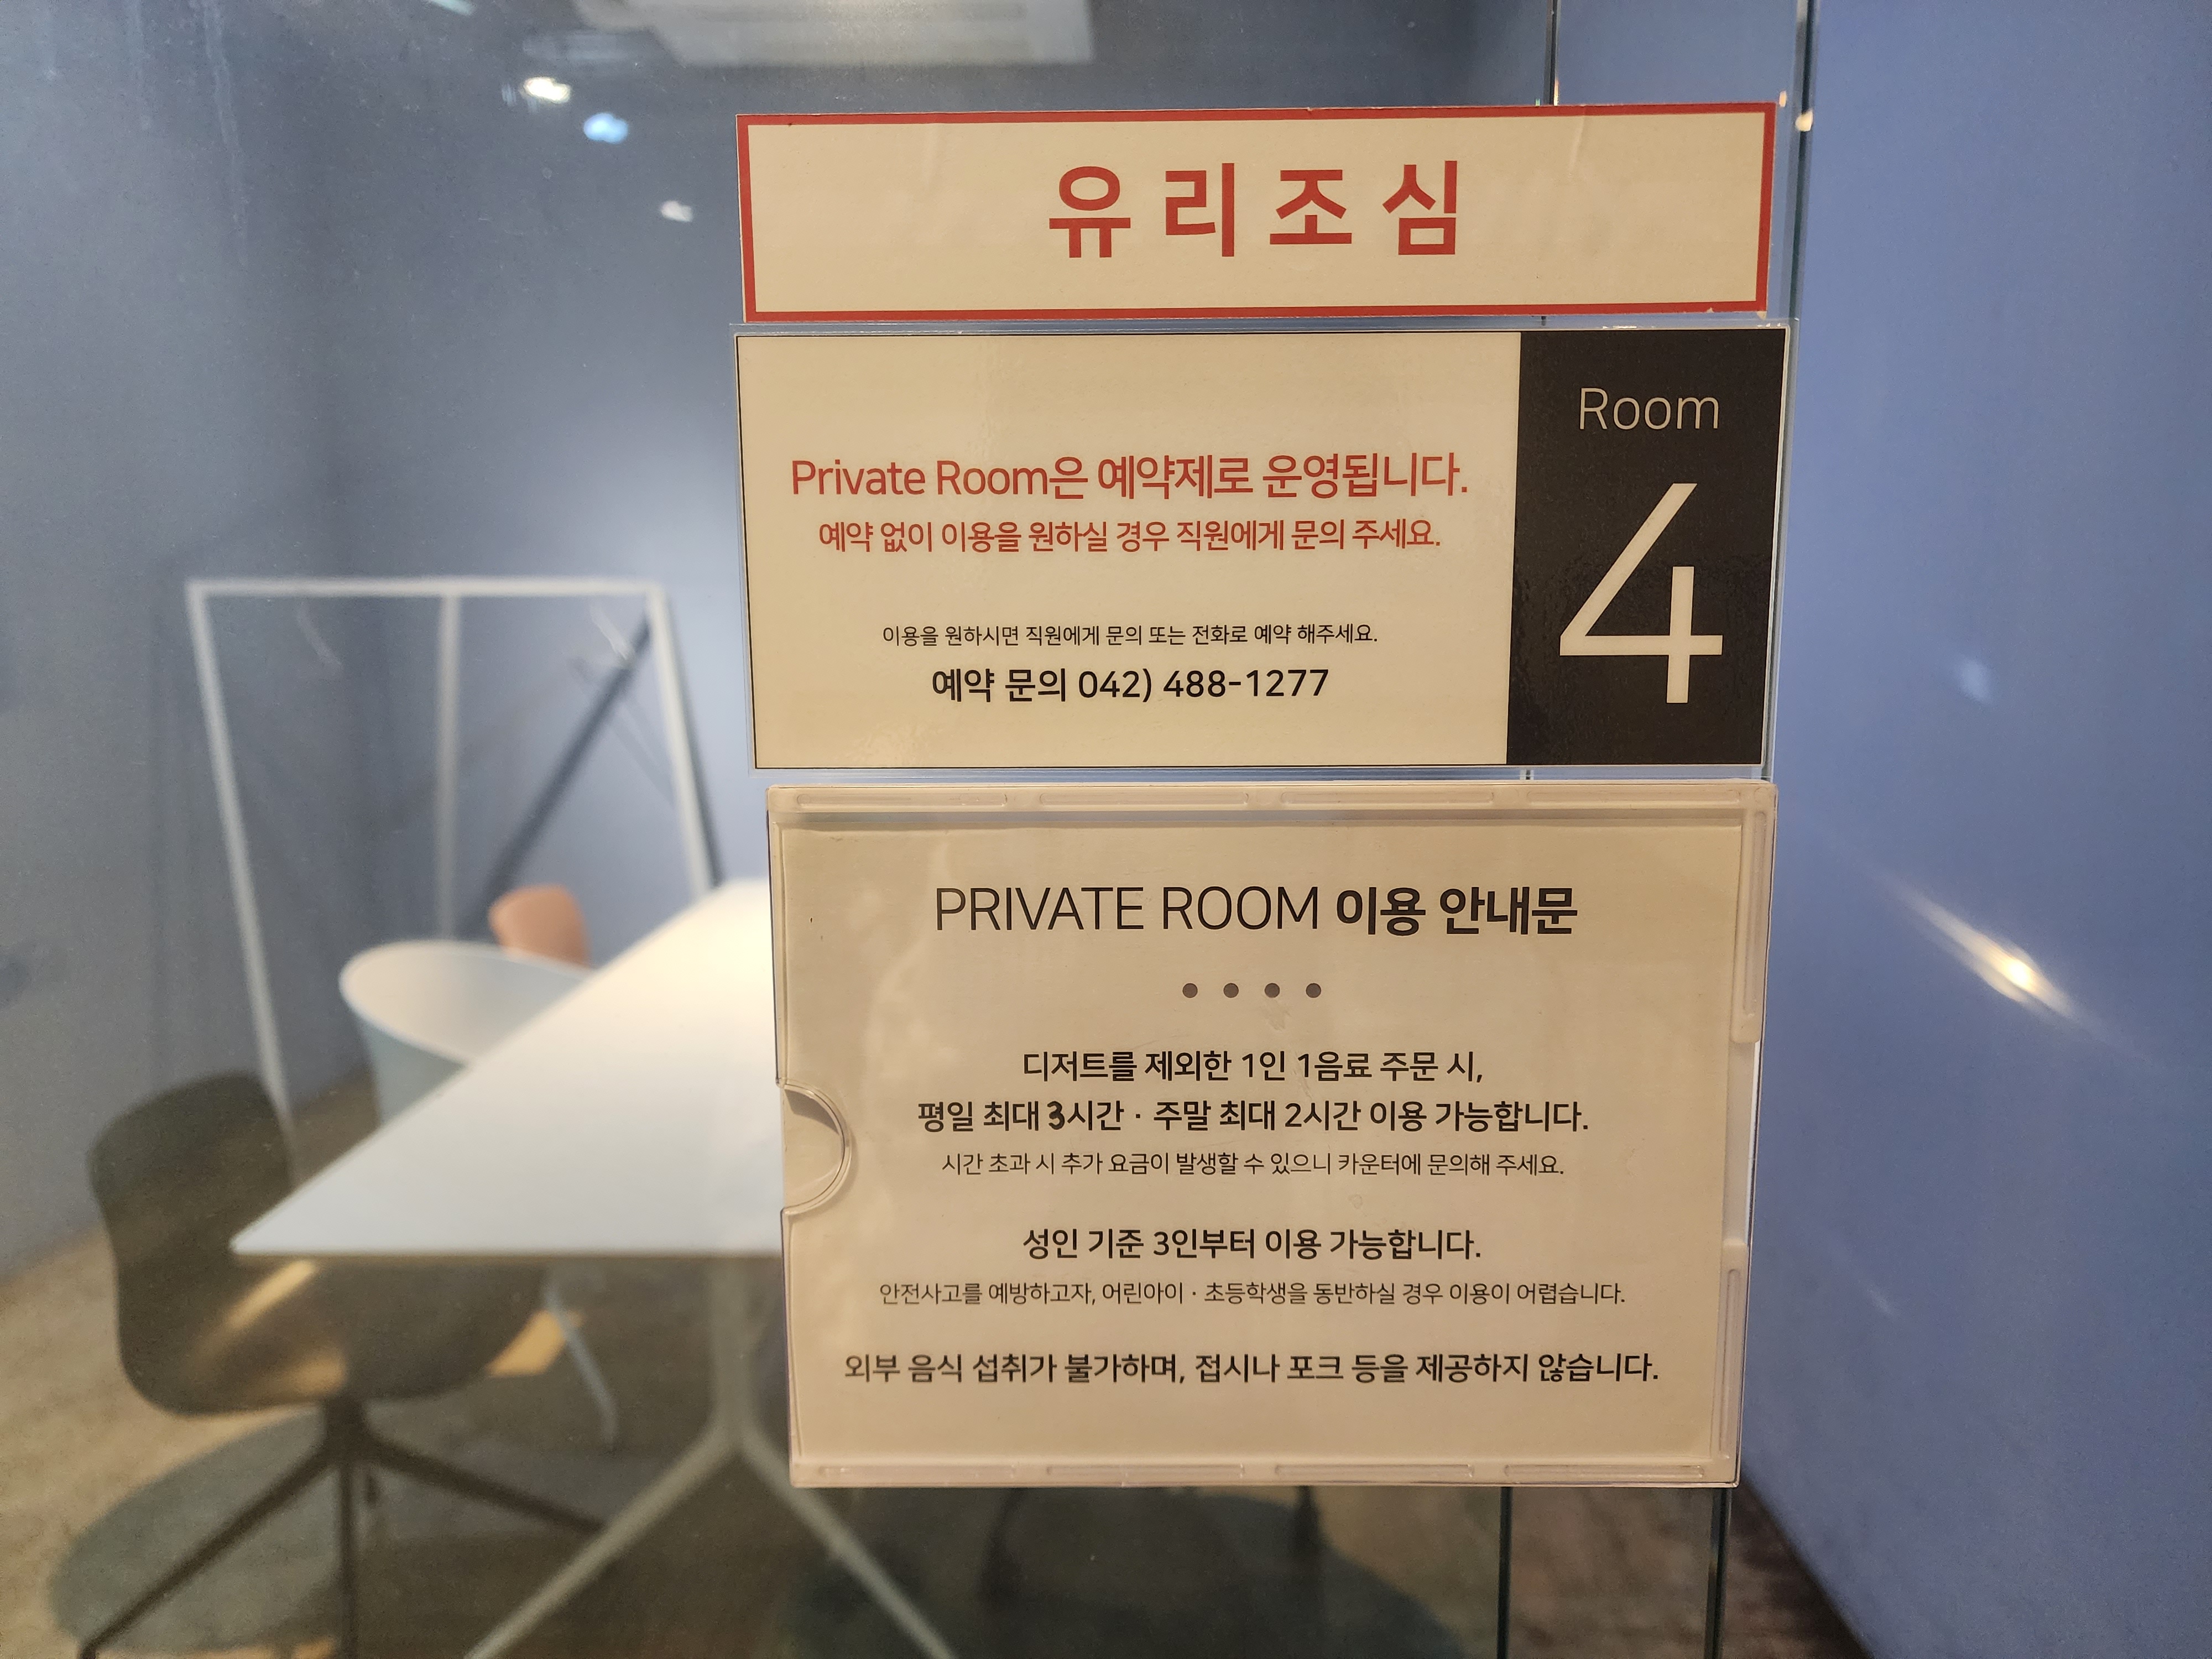 유리조심
Private Room은 예약제로 운영됩니다.
예약 없이 이용을 원하실 경우 직원에게 문의 주세요.
이용을 원하시면 직원에게 문의 또는 전화로 예약 해주세요.
예약 문의 042) 488-1277
Room
4
PRIVATE ROOM 이용 안내문
디저트를 제외한 1인 1음료 주문 시,
평일 최대 3시간 · 주말 최대 2시간 이용 가능합니다.
시간 초과 시 추가 요금이 발생할 수 있으니 카운터에 문의해 주세요.
성인 기준 3인부터 이용 가능합니다.
안전사고를 예방하고자, 어린아이 · 초등학생을 동반하실 경우 이용이 어렵습니다.
외부 음식 섭취가 불가하며, 접시나 포크 등을 제공하지 않습니다.